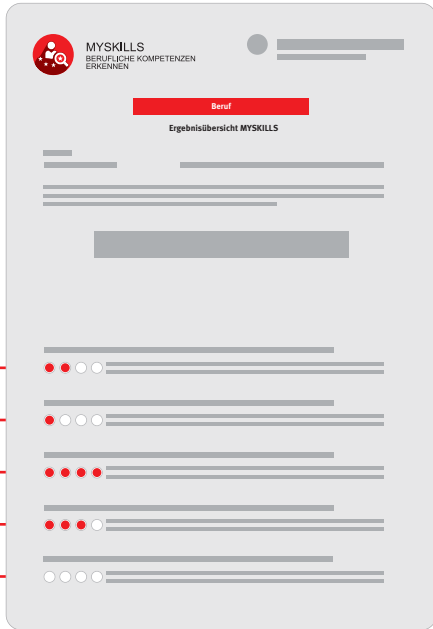 MYSKILLS
BERUFLICHE KOMPETENZEN
ERKENNEN
Beruf
Ergebnisübersicht MYSKILLS